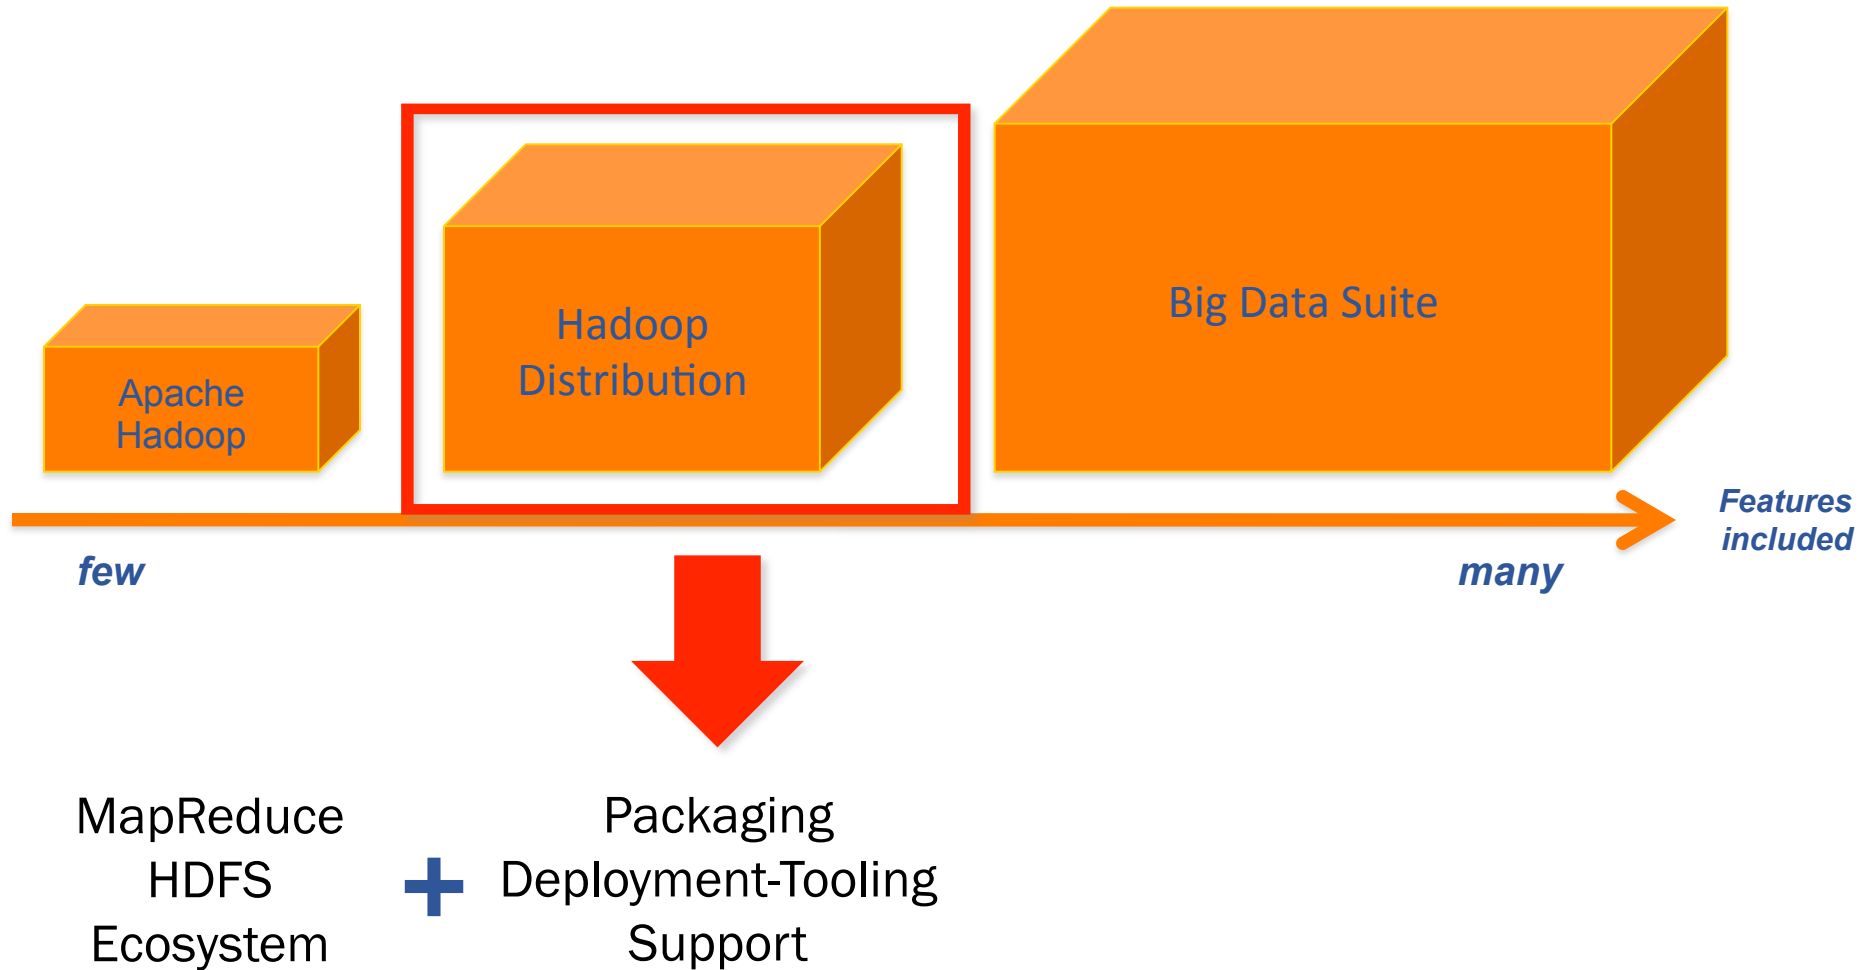 Apache
Hadoop
Hadoop
Distribution
Big Data Suite
Features
included
few
many
MapReduce
HDFS
Ecosystem
+
Packaging
Deployment-Tooling
Support